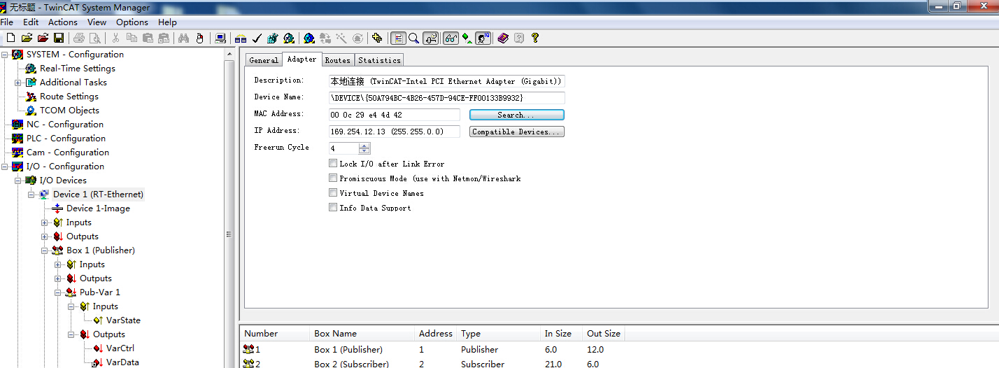 无标题 - TwinCAT System Manager
File Edit Actions View Options Help
SYSTEM - Configuration
Real-Time Settings
Additional Tasks
Route Settings
TCOM Objects
NC - Configuration
PLC - Configuration
Cam - Configuration
I/O - Configuration
I/O Devices
Device 1 (RT-Ethernet)
Device 1-Image
Inputs
Outputs
Box 1 (Publisher)
Inputs
Outputs
Pub-Var 1
Inputs
VarState
Outputs
VarCtrl
VarData
General Adapter Routes Statistics
Description: 本地连接 (TwinCAT-Intel PCI Ethernet Adapter (Gigabit))
Device Name: \DEVICE\{50A794BC-4B26-457D-94CE-FF00133B9932}
MAC Address: 00 0c 29 e4 4d 42 Search...
IP Address: 169.254.12.13 (255.255.0.0) Compatible Devices...
Freerun Cycle 4
Lock I/O after Link Error
Promiscuous Mode (use with Netmon/Wireshark
Virtual Device Names
Info Data Support
Number Box Name Address Type In Size Out Size
1 Box 1 (Publisher) 1 Publisher 6.0 12.0
2 Box 2 (Subscriber) 2 Subscriber 21.0 6.0